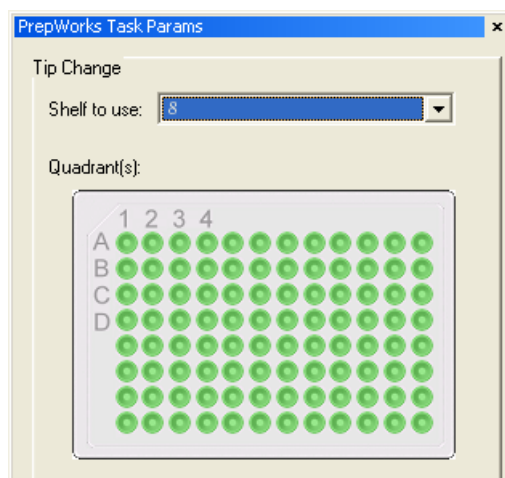 PrepWorks Task Params
Tip Change
Shelf to use: 8
Quadrant(s):
1 2 3 4
A
B
C
D